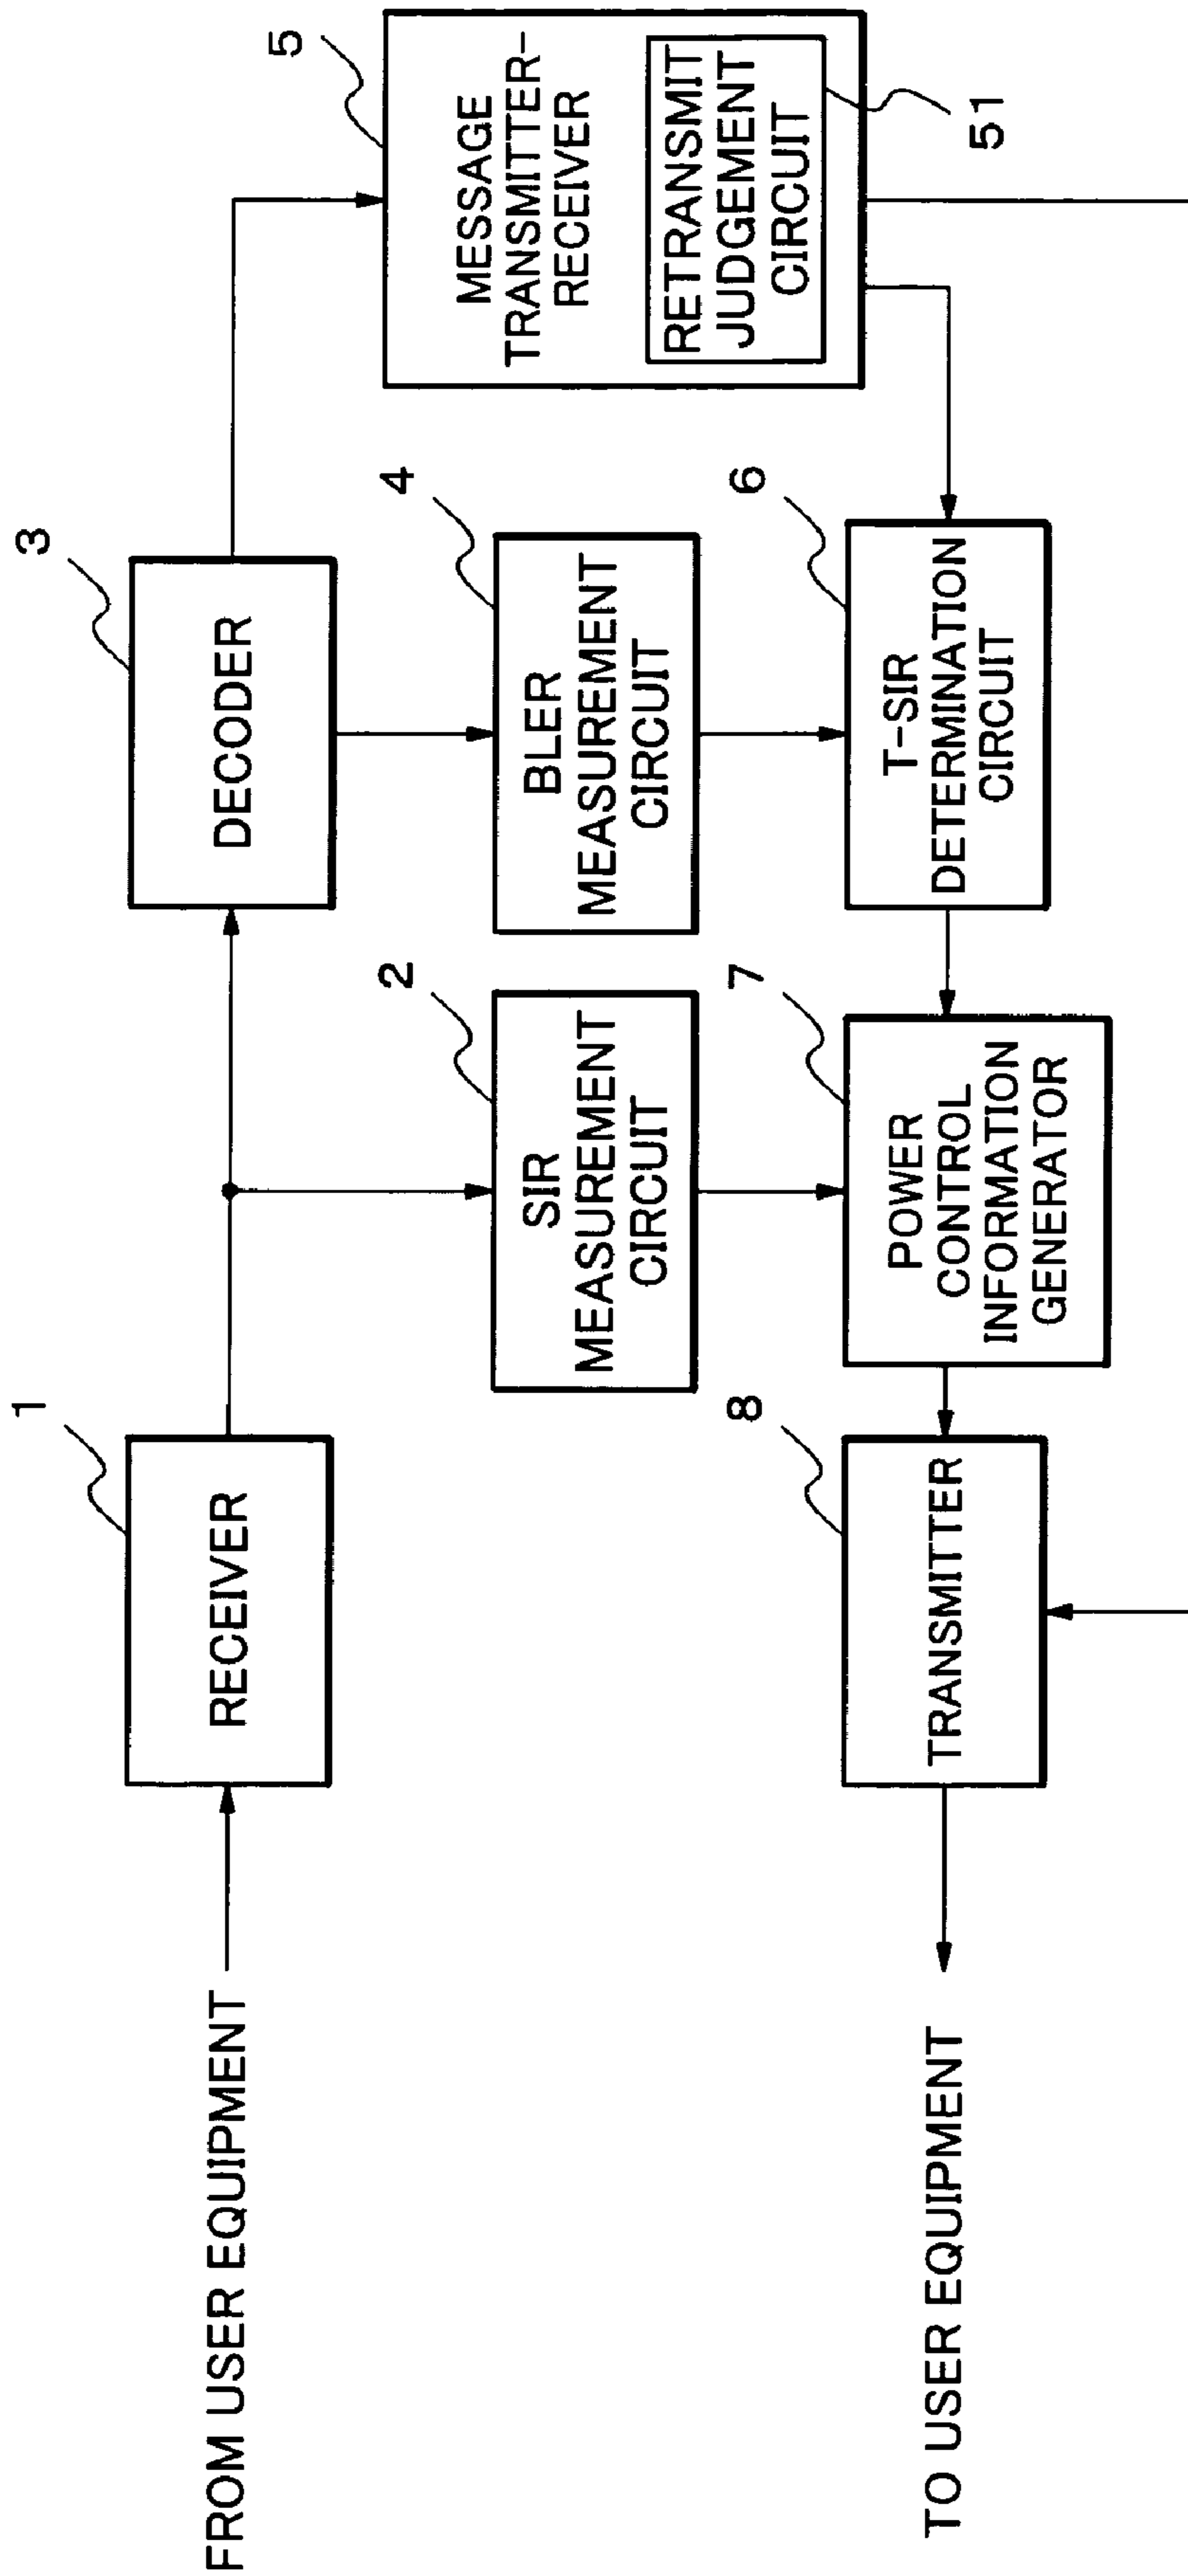 FROM USER EQUIPMENT
1
RECEIVER
3
DECODER
5
MESSAGE
TRANSMITTER-
RECEIVER
RETRANSMIT
JUDGEMENT
CIRCUIT
51
2
SIR
MEASUREMENT
CIRCUIT
4
BLER
MEASUREMENT
CIRCUIT
TO USER EQUIPMENT
8
TRANSMITTER
7
POWER
CONTROL
INFORMATION
GENERATOR
6
T-SIR
DETERMINATION
CIRCUIT